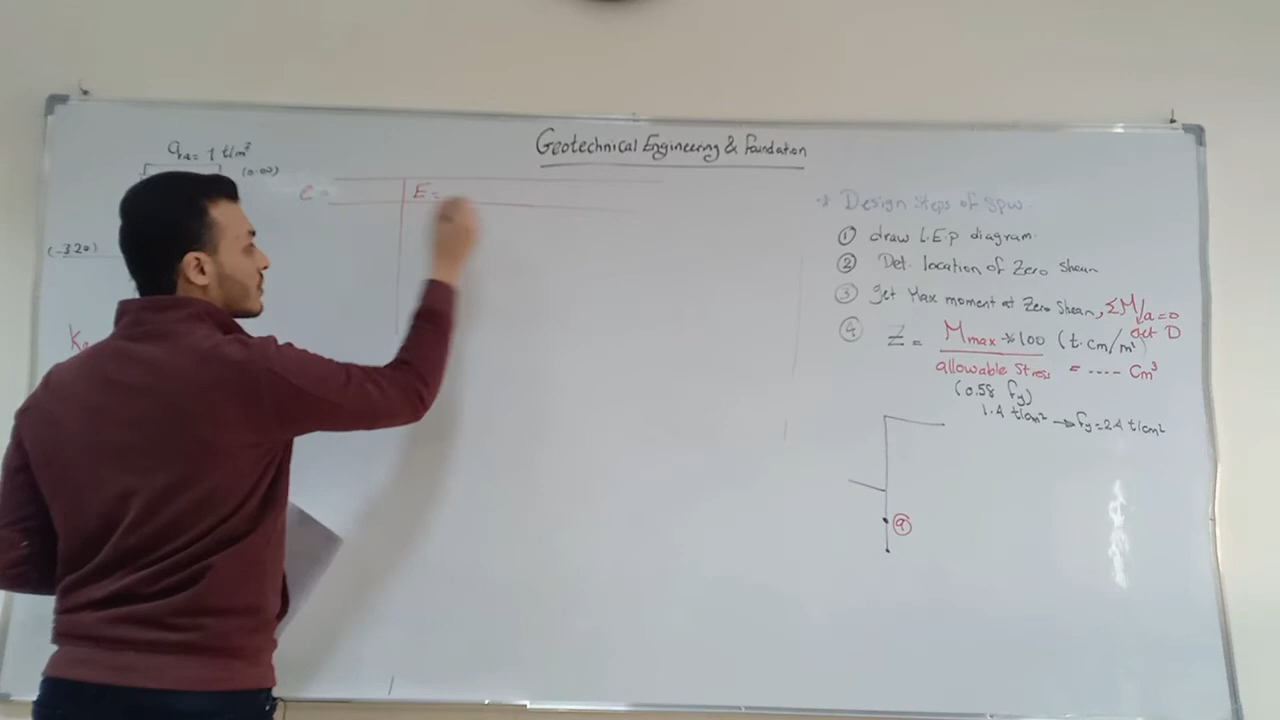 Geotechnical Engineering & Foundation
qa = 1 t/m²
(0.00)
(-3.20)
e =
E =
Design Steps of SPW.
① draw L.E.P diagram.
② Det. location of Zero Shear
③ get Max moment at Zero Shear, ΣM/a = 0
get D
④ Z = Mmax * 100 (t.cm/m')
allowable stress = .... Cm³
(0.58 fy)
1.4 t/cm² → fy = 2.4 t/cm²
ⓐ